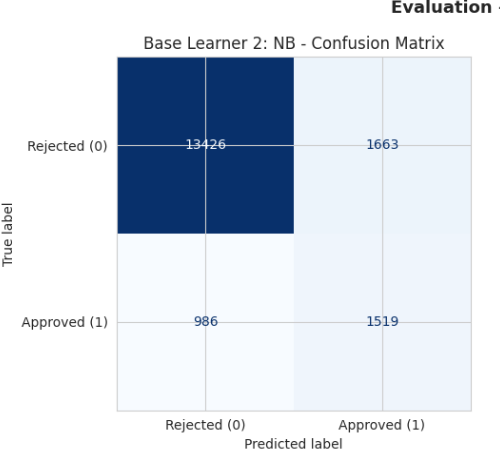 Evaluation -
Base Learner 2: NB - Confusion Matrix
True label
Rejected (0)
13426
1663
Approved (1)
986
1519
Rejected (0)
Approved (1)
Predicted label